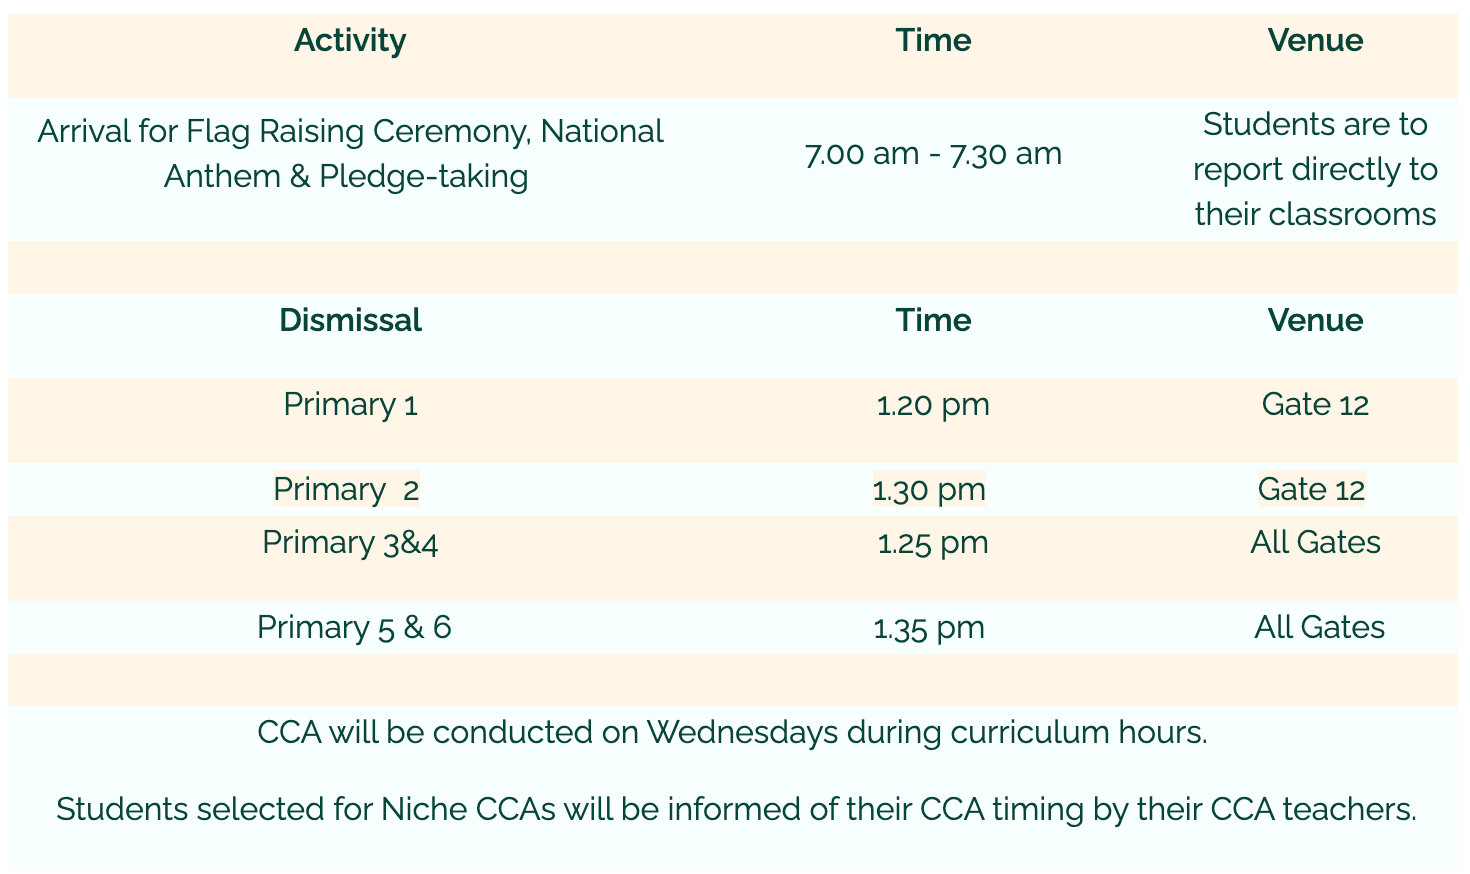 Activity Time Venue
Arrival for Flag Raising Ceremony, National
Anthem & Pledge-taking
7.00 am - 7.30 am
Students are to
report directly to
their classrooms
Dismissal Time Venue
Primary 1 1.20 pm Gate 12
Primary  2 1.30 pm Gate 12
Primary 3&4 1.25 pm All Gates
Primary 5 & 6 1.35 pm All Gates
CCA will be conducted on Wednesdays during curriculum hours.
Students selected for Niche CCAs will be informed of their CCA timing by their CCA teachers.